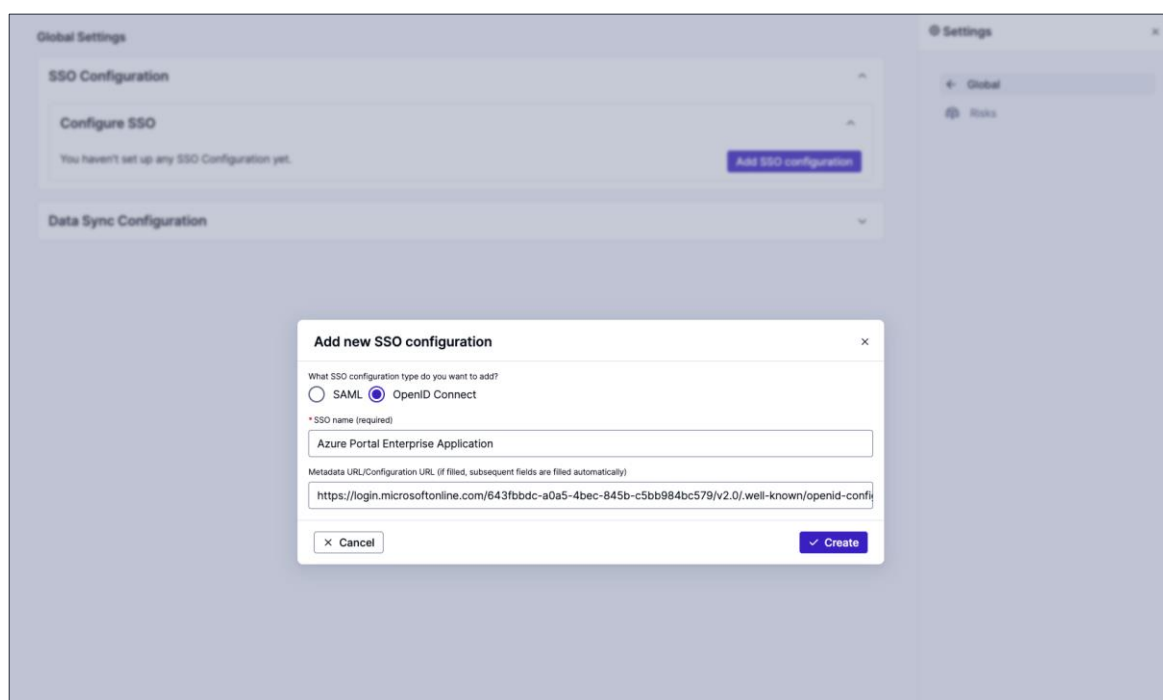 Global Settings
Settings
SSO Configuration
Global
Configure SSO
Risks
You haven't set up any SSO Configuration yet.
Add SSO configuration
Data Sync Configuration
Add new SSO configuration
What SSO configuration type do you want to add?
SAML OpenID Connect
* SSO name (required)
Azure Portal Enterprise Application
Metadata URL/Configuration URL (if filled, subsequent fields are filled automatically)
https://login.microsoftonline.com/643fbbdc-a0a5-4bec-845b-c5bb984bc579/v2.0/.well-known/openid-config
Cancel
Create